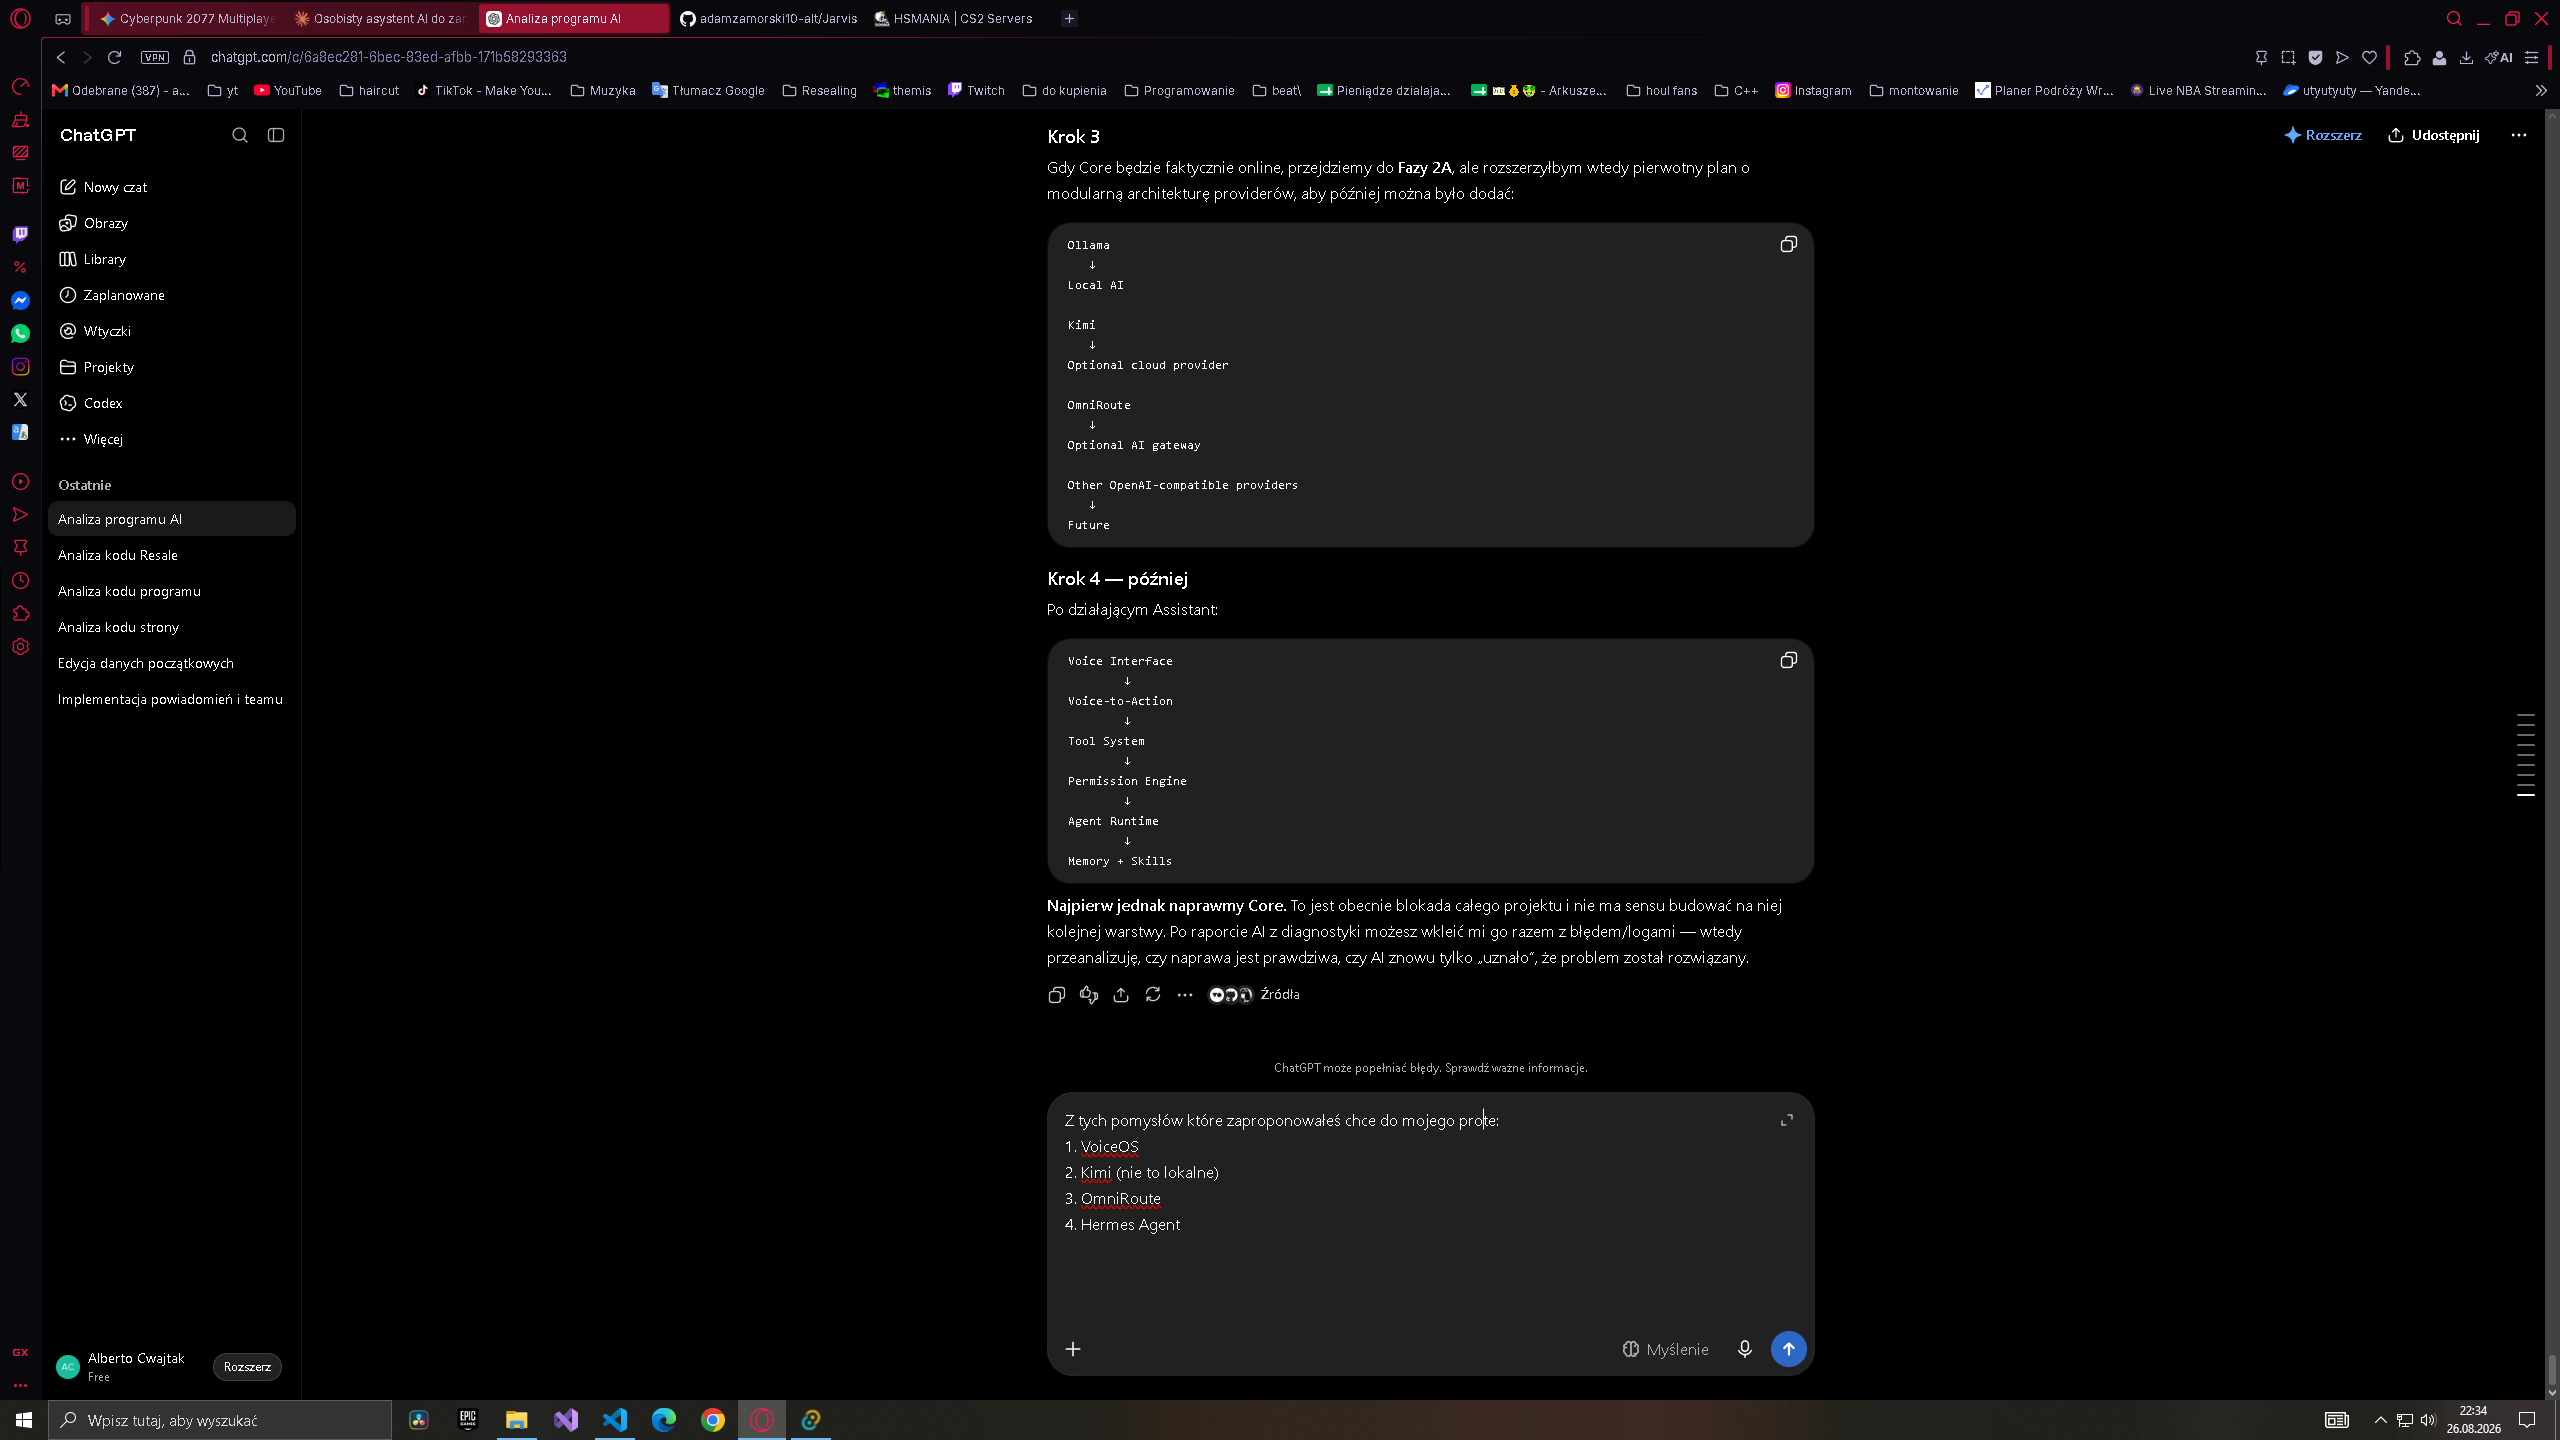 Cyberpunk 2077 Multiplaye
Osobisty asystent AI do zar
Analiza programu AI
adamzamorski10-alt/Jarvis
HSMANIA | CS2 Servers
VPN
chatgpt.com/c/6a8ec281-6bec-83ed-afbb-171b58293363
AI
Odebrane (387) - a...
yt
YouTube
haircut
TikTok - Make You...
Muzyka
Tłumacz Google
Resealing
themis
Twitch
do kupienia
Programowanie
beat\
Pieniądze dzialaja...
- Arkusze...
houl fans
C++
Instagram
montowanie
Planer Podróży Wr...
Live NBA Streamin...
utyutyuty — Yande...
ChatGPT
Nowy czat
Obrazy
Library
Zaplanowane
Wtyczki
Projekty
Codex
Więcej
Ostatnie
Analiza programu AI
Analiza kodu Resale
Analiza kodu programu
Analiza kodu strony
Edycja danych początkowych
Implementacja powiadomień i teamu
AC
Alberto Cwajtak
Free
Rozszerz
GX
Rozszerz
Udostępnij
Krok 3
Gdy Core będzie faktycznie online, przejdziemy do Fazy 2A, ale rozszerzyłbym wtedy pierwotny plan o
modularną architekturę providerów, aby później można było dodać:
Ollama
↓
Local AI
Kimi
↓
Optional cloud provider
OmniRoute
↓
Optional AI gateway
Other OpenAI-compatible providers
↓
Future
Krok 4 — później
Po działającym Assistant:
Voice Interface
↓
Voice-to-Action
↓
Tool System
↓
Permission Engine
↓
Agent Runtime
↓
Memory + Skills
Najpierw jednak naprawmy Core. To jest obecnie blokada całego projektu i nie ma sensu budować na niej
kolejnej warstwy. Po raporcie AI z diagnostyki możesz wkleić mi go razem z błędem/logami — wtedy
przeanalizuję, czy naprawa jest prawdziwa, czy AI znowu tylko „uznało”, że problem został rozwiązany.
Źródła
ChatGPT może popełniać błędy. Sprawdź ważne informacje.
Z tych pomysłów które zaproponowałeś chce do mojego prote:
1. VoiceOS
2. Kimi (nie to lokalne)
3. OmniRoute
4. Hermes Agent
Myślenie
Wpisz tutaj, aby wyszukać
EPIC
GAMES
22:34
26.08.2026